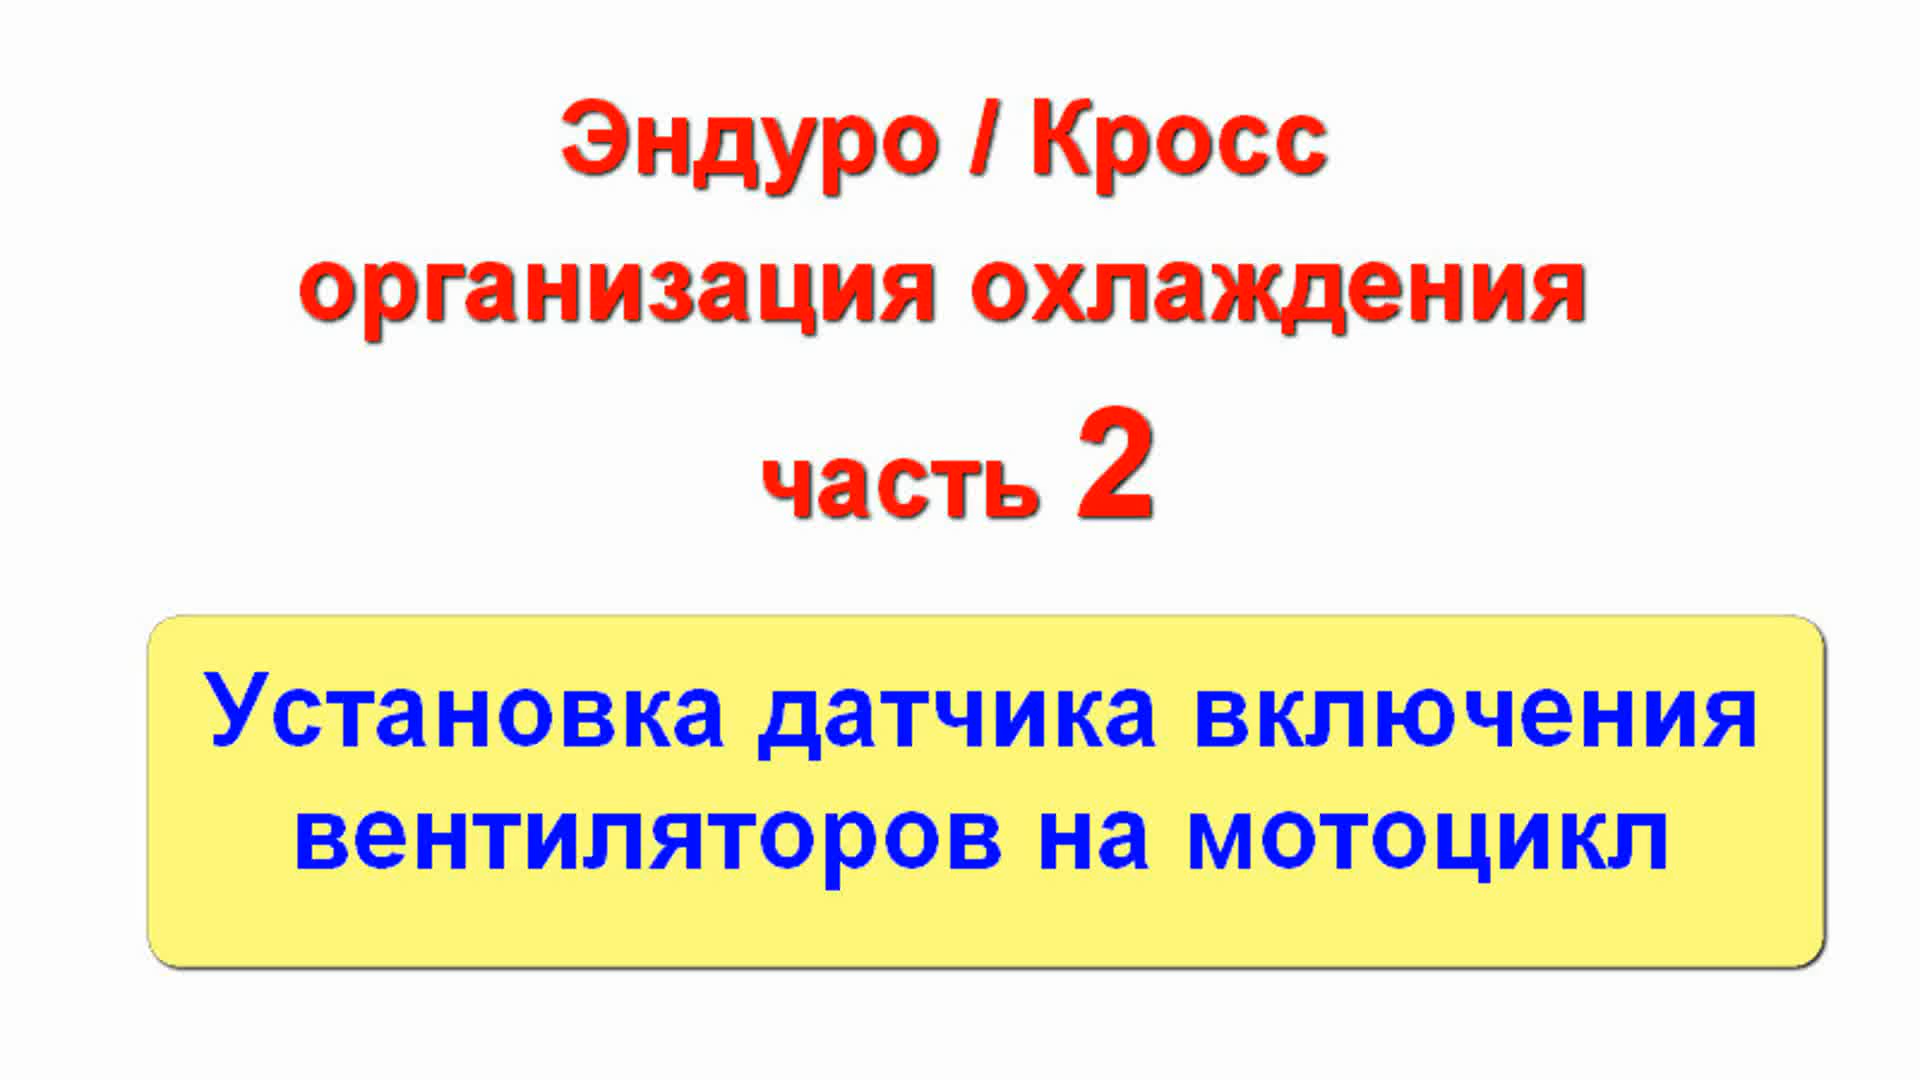 Эндуро / Кросс
организация охлаждения
часть 2
Установка датчика включения
вентиляторов на мотоцикл